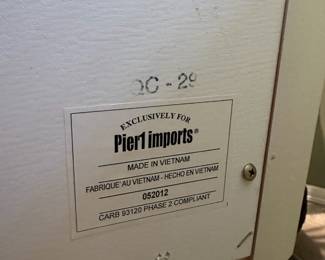 QC-29
EXCLUSIVELY FOR
Pier1 imports®
MADE IN VIETNAM
FABRIQUE' AU VIETNAM - HECHO EN VIETNAM
052012
CARB 93120 PHASE 2 COMPLIANT